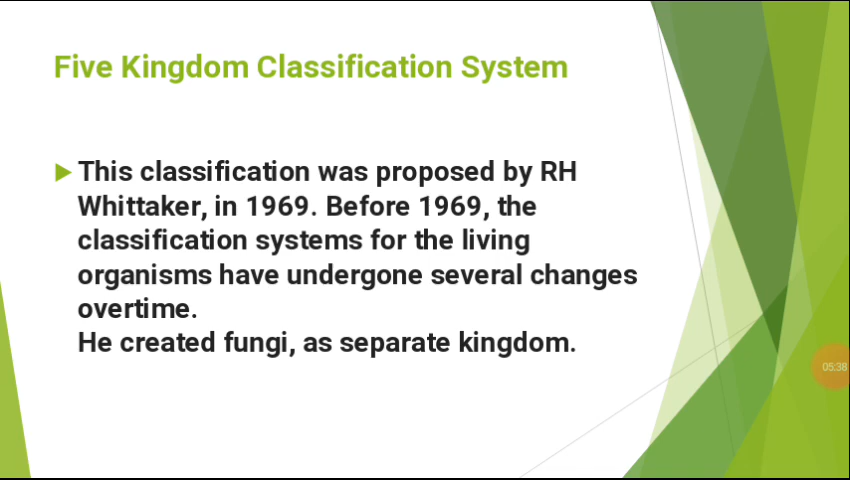 Five Kingdom Classification System
This classification was proposed by RH
Whittaker, in 1969. Before 1969, the
classification systems for the living
organisms have undergone several changes
overtime.
He created fungi, as separate kingdom.
05:38